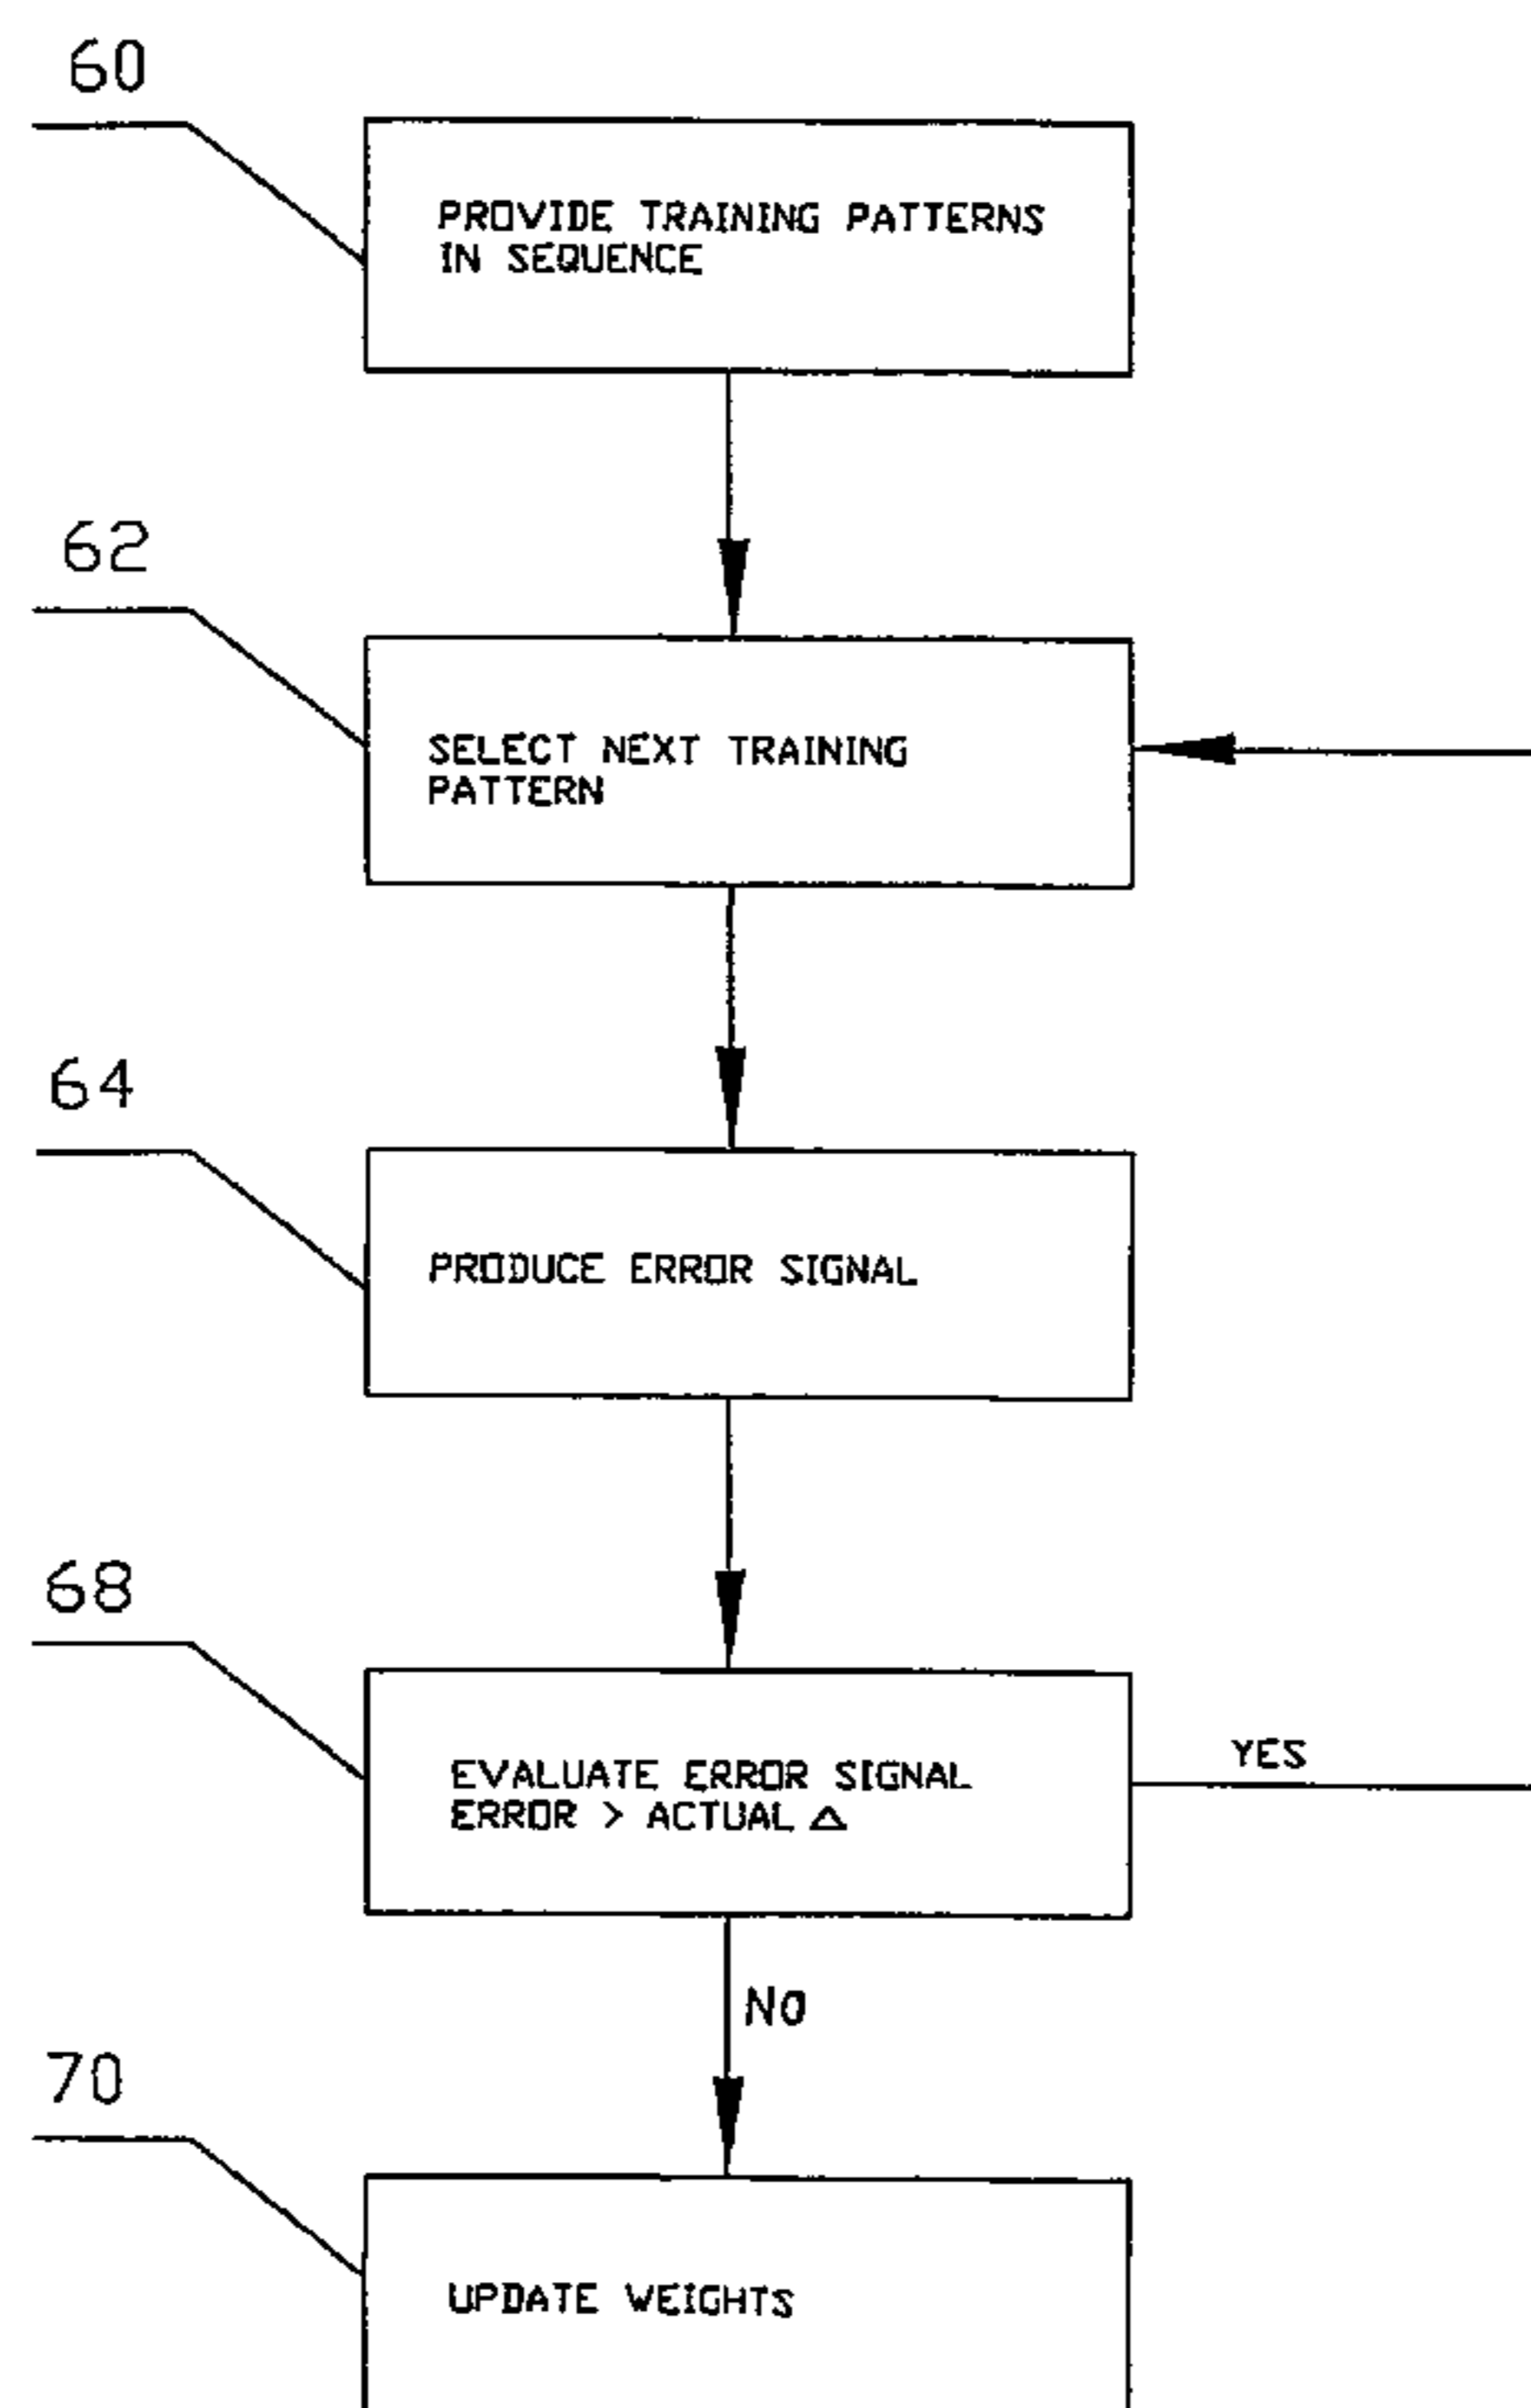 60
PROVIDE TRAINING PATTERNS
IN SEQUENCE
62
SELECT NEXT TRAINING
PATTERN
64
PRODUCE ERROR SIGNAL
68
EVALUATE ERROR SIGNAL
ERROR > ACTUAL Δ
YES
NO
70
UPDATE WEIGHTS